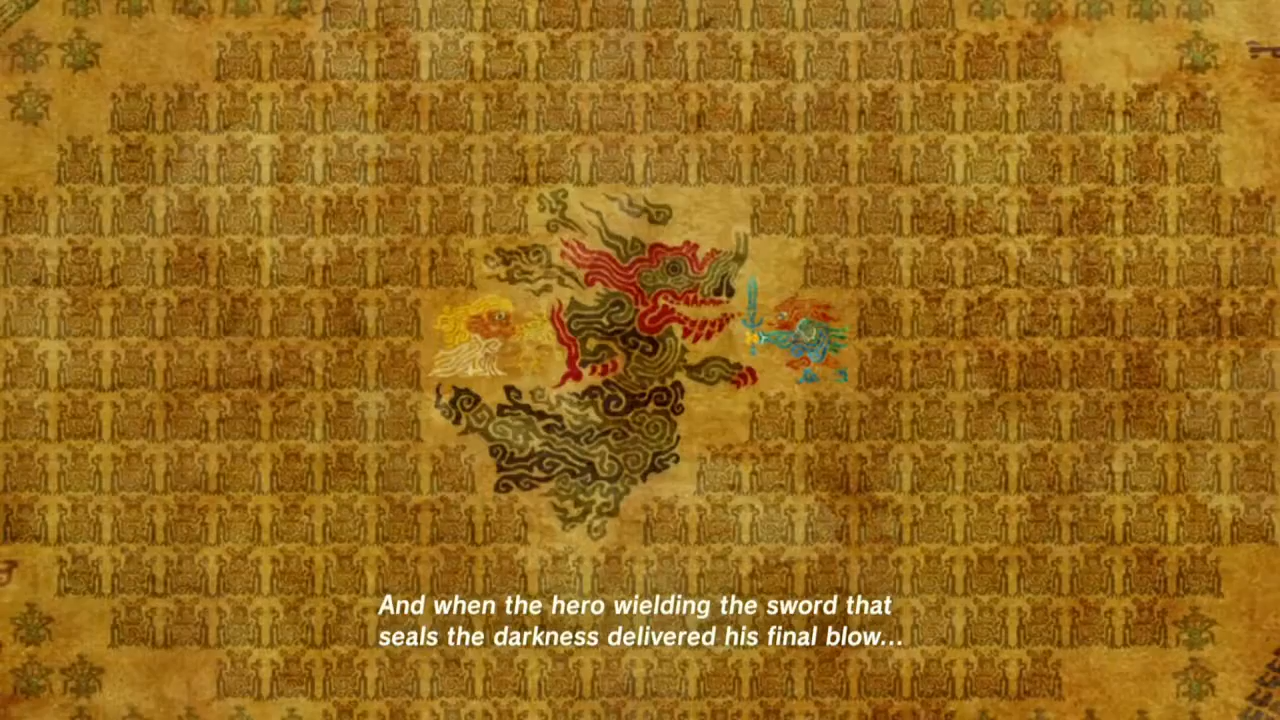 And when the hero wielding the sword that
seals the darkness delivered his final blow...